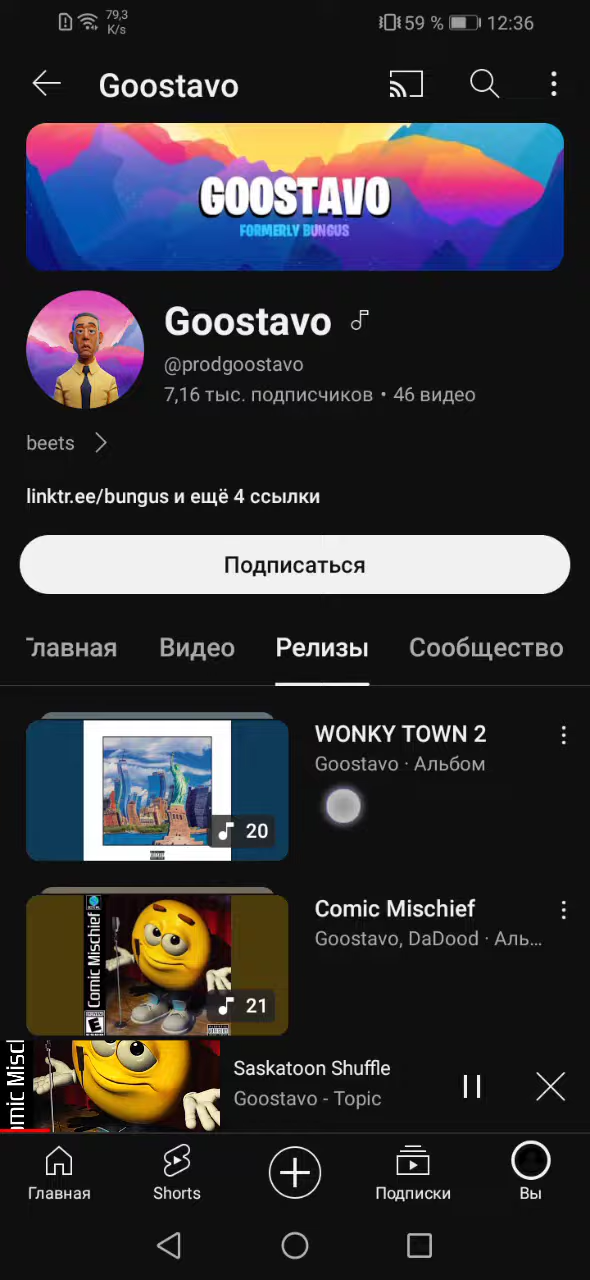 79,3
K/s
59 %
12:36
Goostavo
GOOSTAVO
FORMERLY BUNGUS
Goostavo
@prodgoostavo
7,16 тыс. подписчиков • 46 видео
beets
linktr.ee/bungus и ещё 4 ссылки
Подписаться
Главная Видео Релизы Сообщество
WONKY TOWN 2
Goostavo · Альбом
20
Comic Mischief
Comic Mischief
Goostavo, DaDood · Аль...
E
21
omic Miscl
Saskatoon Shuffle
Goostavo - Topic
Главная
Shorts
Подписки
Вы